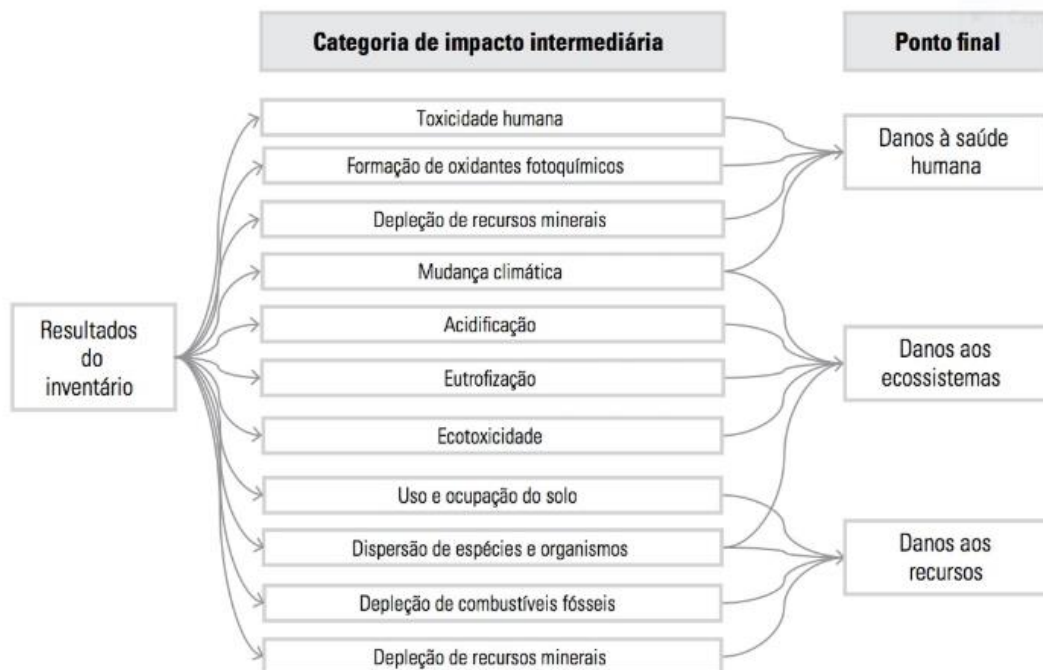 Categoria de impacto intermediária
Ponto final
Resultados
do
inventário
Toxicidade humana
Formação de oxidantes fotoquímicos
Depleção de recursos minerais
Mudança climática
Acidificação
Eutrofização
Ecotoxicidade
Uso e ocupação do solo
Dispersão de espécies e organismos
Depleção de combustíveis fósseis
Depleção de recursos minerais
Danos à saúde
humana
Danos aos
ecossistemas
Danos aos
recursos